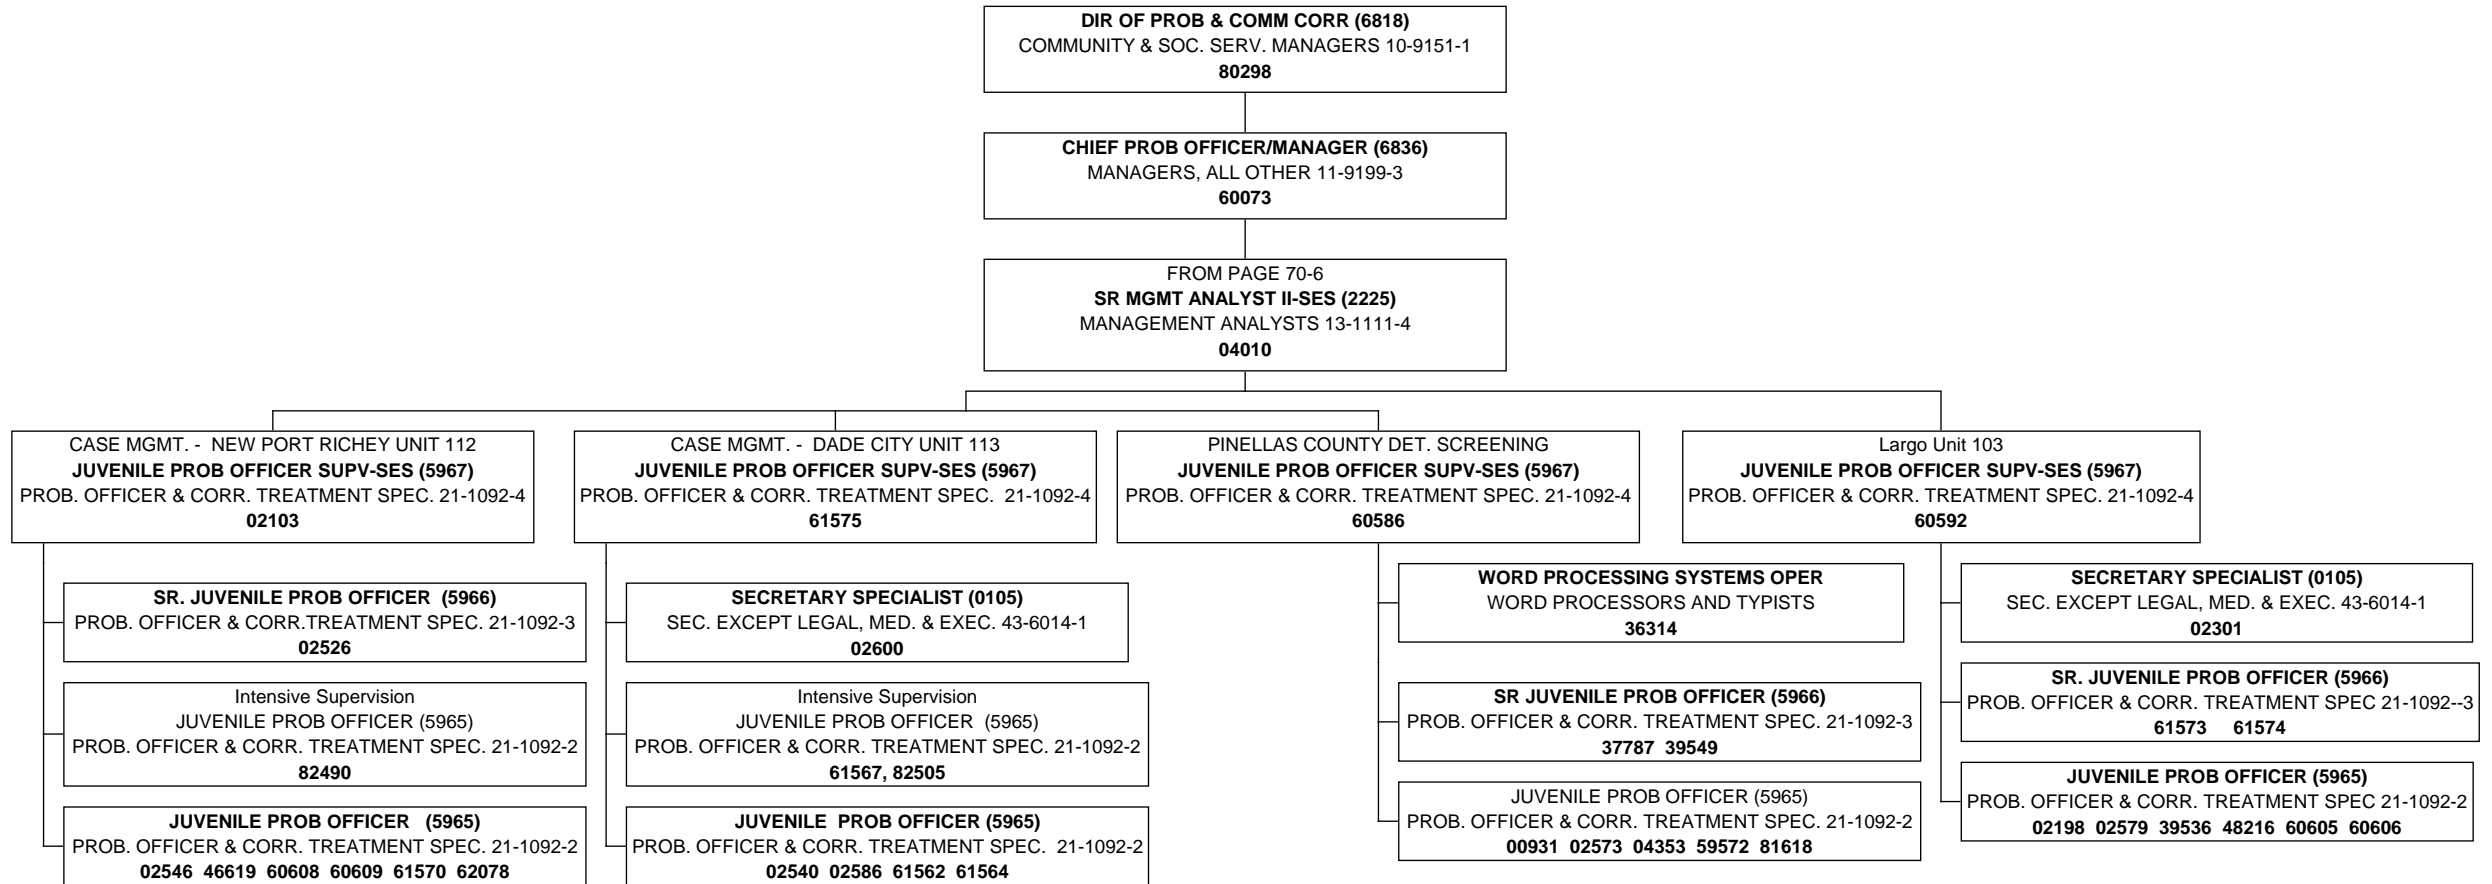 DIR OF PROB & COMM CORR (6818)
COMMUNITY & SOC. SERV. MANAGERS 10-9151-1
80298
CHIEF PROB OFFICER/MANAGER (6836)
MANAGERS, ALL OTHER 11-9199-3
60073
FROM PAGE 70-6
SR MGMT ANALYST II-SES (2225)
MANAGEMENT ANALYSTS 13-1111-4
04010
CASE MGMT. - NEW PORT RICHEY UNIT 112
JUVENILE PROB OFFICER SUPV-SES (5967)
PROB. OFFICER & CORR. TREATMENT SPEC. 21-1092-4
02103
SR. JUVENILE PROB OFFICER (5966)
PROB. OFFICER & CORR.TREATMENT SPEC. 21-1092-3
02526
Intensive Supervision
JUVENILE PROB OFFICER (5965)
PROB. OFFICER & CORR. TREATMENT SPEC. 21-1092-2
82490
JUVENILE PROB OFFICER (5965)
PROB. OFFICER & CORR. TREATMENT SPEC. 21-1092-2
02546 46619 60608 60609 61570 62078
CASE MGMT. - DADE CITY UNIT 113
JUVENILE PROB OFFICER SUPV-SES (5967)
PROB. OFFICER & CORR. TREATMENT SPEC. 21-1092-4
61575
SECRETARY SPECIALIST (0105)
SEC. EXCEPT LEGAL, MED. & EXEC. 43-6014-1
02600
Intensive Supervision
JUVENILE PROB OFFICER (5965)
PROB. OFFICER & CORR. TREATMENT SPEC. 21-1092-2
61567, 82505
JUVENILE PROB OFFICER (5965)
PROB. OFFICER & CORR. TREATMENT SPEC. 21-1092-2
02540 02586 61562 61564
PINELLAS COUNTY DET. SCREENING
JUVENILE PROB OFFICER SUPV-SES (5967)
PROB. OFFICER & CORR. TREATMENT SPEC. 21-1092-4
60586
WORD PROCESSING SYSTEMS OPER
WORD PROCESSORS AND TYPISTS
36314
SR JUVENILE PROB OFFICER (5966)
PROB. OFFICER & CORR. TREATMENT SPEC. 21-1092-3
37787 39549
JUVENILE PROB OFFICER (5965)
PROB. OFFICER & CORR. TREATMENT SPEC. 21-1092-2
00931 02573 04353 59572 81618
Largo Unit 103
JUVENILE PROB OFFICER SUPV-SES (5967)
PROB. OFFICER & CORR. TREATMENT SPEC. 21-1092-4
60592
SECRETARY SPECIALIST (0105)
SEC. EXCEPT LEGAL, MED. & EXEC. 43-6014-1
02301
SR. JUVENILE PROB OFFICER (5966)
PROB. OFFICER & CORR. TREATMENT SPEC 21-1092--3
61573 61574
JUVENILE PROB OFFICER (5965)
PROB. OFFICER & CORR. TREATMENT SPEC 21-1092-2
02198 02579 39536 48216 60605 60606